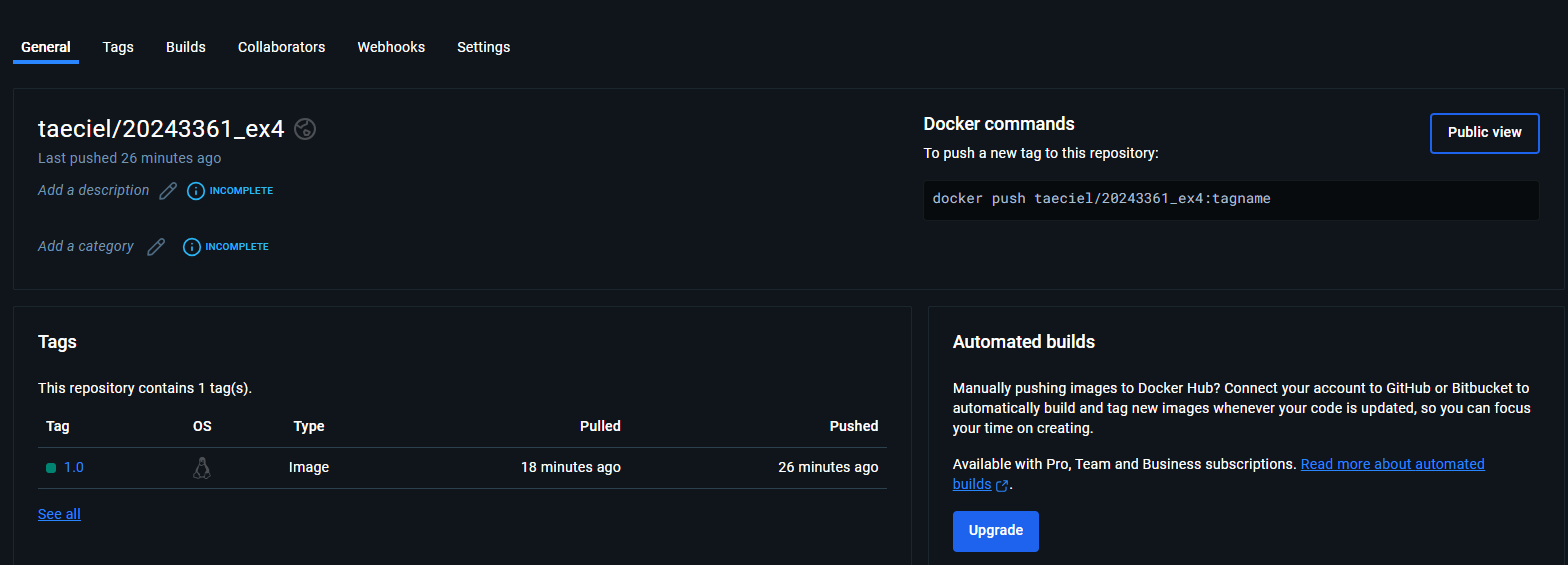 General Tags Builds Collaborators Webhooks Settings
taeciel/20243361_ex4
Last pushed 26 minutes ago
Add a description INCOMPLETE
Add a category INCOMPLETE
Docker commands
Public view
To push a new tag to this repository:
docker push taeciel/20243361_ex4:tagname
Tags
This repository contains 1 tag(s).
Tag OS Type Pulled Pushed
1.0 Image 18 minutes ago 26 minutes ago
See all
Automated builds
Manually pushing images to Docker Hub? Connect your account to GitHub or Bitbucket to
automatically build and tag new images whenever your code is updated, so you can focus
your time on creating.
Available with Pro, Team and Business subscriptions. Read more about automated
builds .
Upgrade